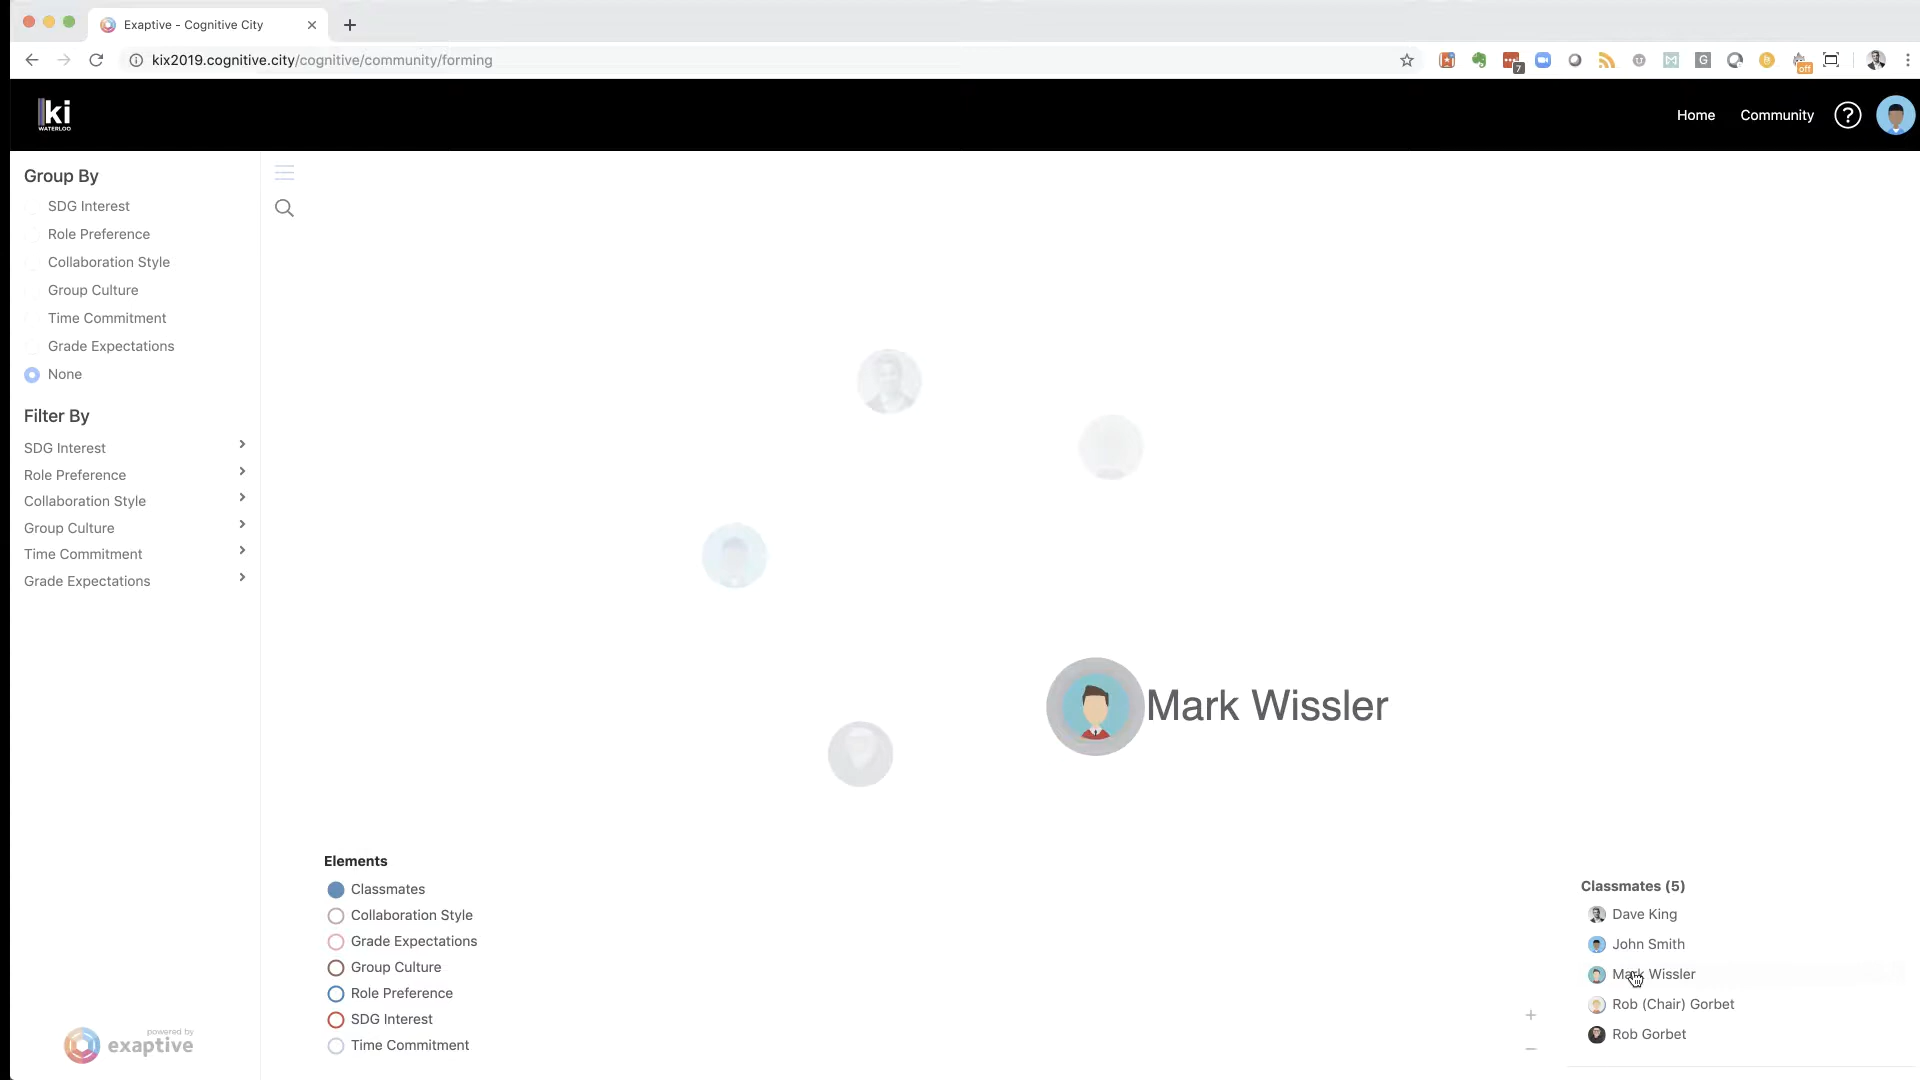 Exaptive - Cognitive City
kix2019.cognitive.city/cognitive/community/forming
7
G
off
ki
WATERLOO
Home
Community
?
Group By
SDG Interest
Role Preference
Collaboration Style
Group Culture
Time Commitment
Grade Expectations
None
Filter By
SDG Interest
Role Preference
Collaboration Style
Group Culture
Time Commitment
Grade Expectations
Mark Wissler
Elements
Classmates
Collaboration Style
Grade Expectations
Group Culture
Role Preference
SDG Interest
Time Commitment
Classmates (5)
Dave King
John Smith
Mark Wissler
Rob (Chair) Gorbet
Rob Gorbet
powered by
exaptive